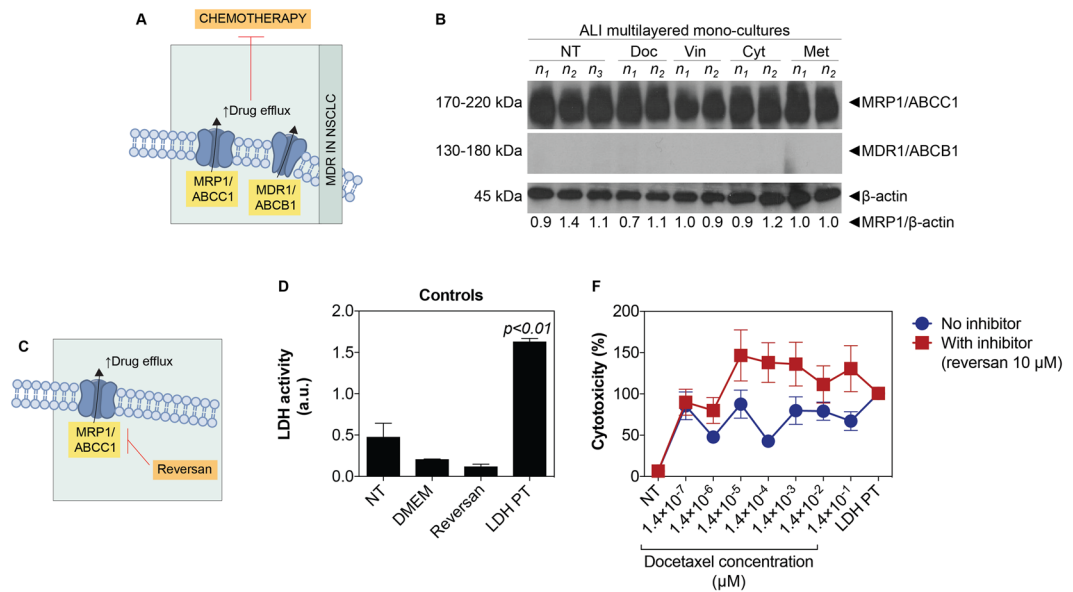 A
CHEMOTHERAPY
↑Drug efflux
MRP1/
ABCC1
MDR1/
ABCB1
MDR IN NSCLC
B
ALI multilayered mono-cultures
NT Doc Vin Cyt Met
n1 n2 n3 n1 n2 n1 n2 n1 n2 n1 n2
170-220 kDa ◀MRP1/ABCC1
130-180 kDa ◀MDR1/ABCB1
45 kDa ◀β-actin
0.9 1.4 1.1 0.7 1.1 1.0 0.9 0.9 1.2 1.0 1.0 ◀MRP1/β-actin
C
↑Drug efflux
MRP1/
ABCC1
Reversan
D
Controls
p<0.01
LDH activity
(a.u.)
2.0
1.5
1.0
0.5
0.0
NT DMEM Reversan LDH PT
F
Cytotoxicity (%)
200
150
100
50
0
NT 1.4×10-7 1.4×10-6 1.4×10-5 1.4×10-4 1.4×10-3 1.4×10-2 1.4×10-1 LDH PT
Docetaxel concentration
(µM)
No inhibitor
With inhibitor
(reversan 10 µM)